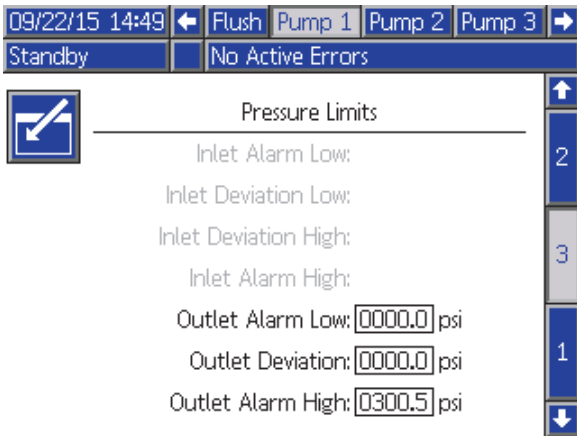 09/22/15 14:49 Flush Pump 1 Pump 2 Pump 3
Standby No Active Errors
Pressure Limits
Inlet Alarm Low:
2
Inlet Deviation Low:
Inlet Deviation High:
3
Inlet Alarm High:
Outlet Alarm Low: 0000.0 psi
Outlet Deviation: 0000.0 psi
1
Outlet Alarm High: 0300.5 psi